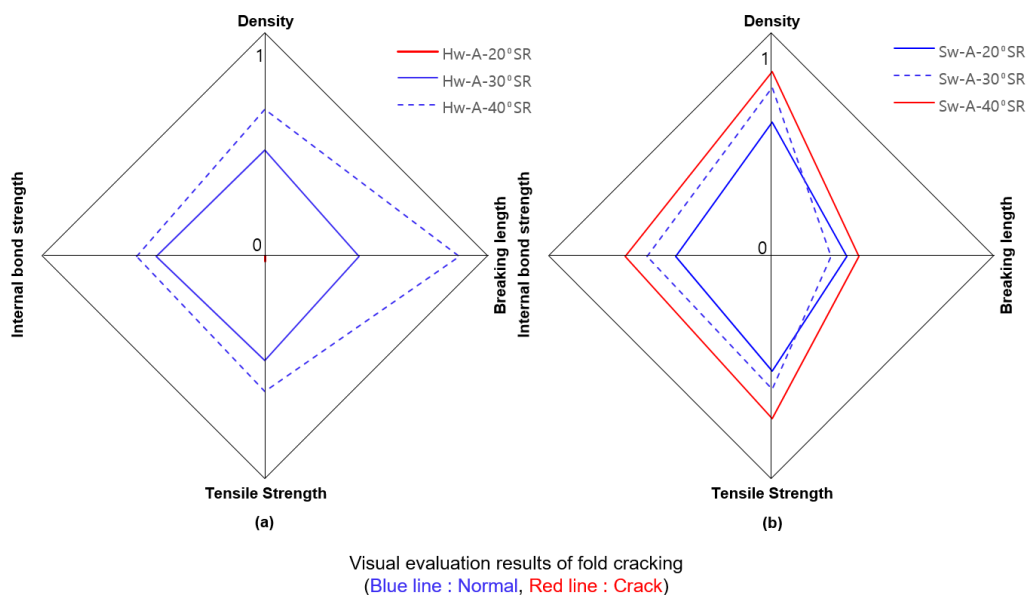 Density
1
0
Internal bond strength
Breaking length
Tensile Strength
(a)
Hw-A-20°SR
Hw-A-30°SR
Hw-A-40°SR
Density
1
0
Internal bond strength
Breaking length
Tensile Strength
(b)
Sw-A-20°SR
Sw-A-30°SR
Sw-A-40°SR
Visual evaluation results of fold cracking
(Blue line : Normal, Red line : Crack)